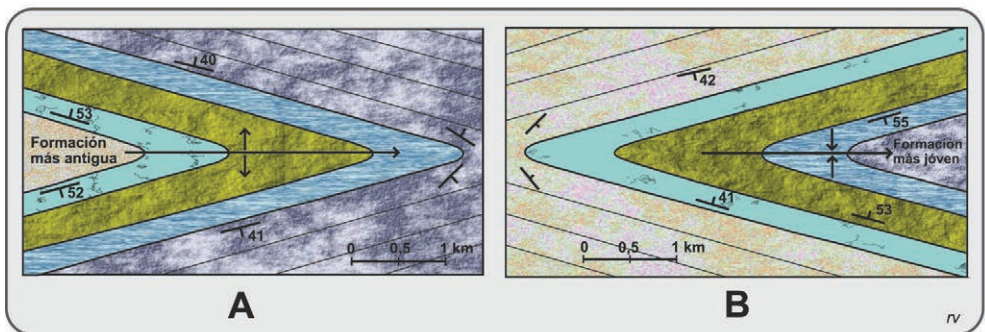 40
53
Formación
más antigua
52
41
0 0,5 1 km
A
42
55
Formación
más jóven
41
53
0 0,5 1 km
B
rv